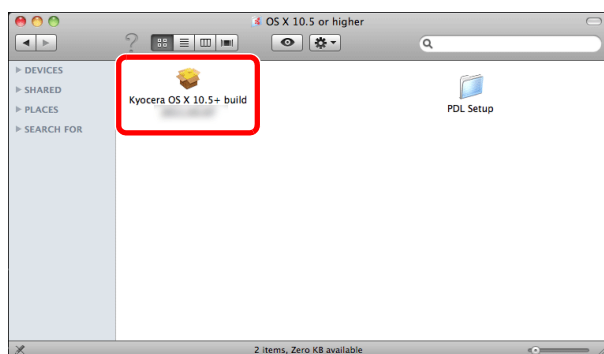 OS X 10.5 or higher
?
DEVICES
SHARED
PLACES
SEARCH FOR
Kyocera OS X 10.5+ build
PDL Setup
2 items, Zero KB available